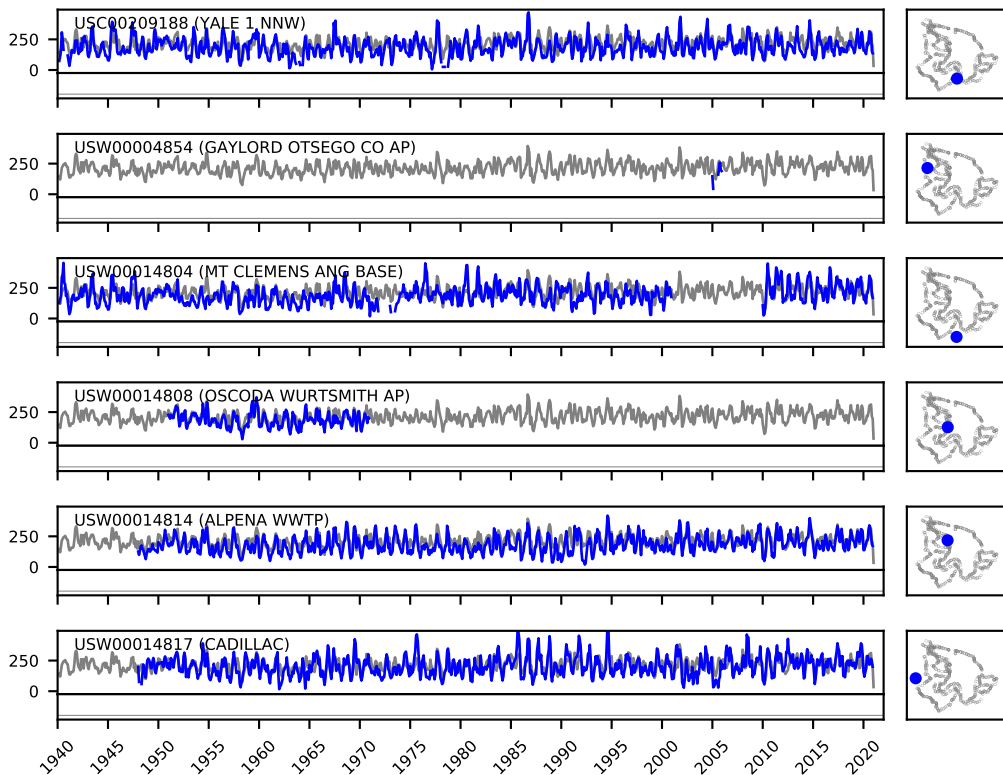 USC00209188 (YALE 1 NNW)
250
0
USW00004854 (GAYLORD OTSEGO CO AP)
250
0
USW00014804 (MT CLEMENS ANG BASE)
250
0
USW00014808 (OSCODA WURTSMITH AP)
250
0
USW00014814 (ALPENA WWTP)
250
0
USW00014817 (CADILLAC)
250
0
1940 1945 1950 1955 1960 1965 1970 1975 1980 1985 1990 1995 2000 2005 2010 2015 2020